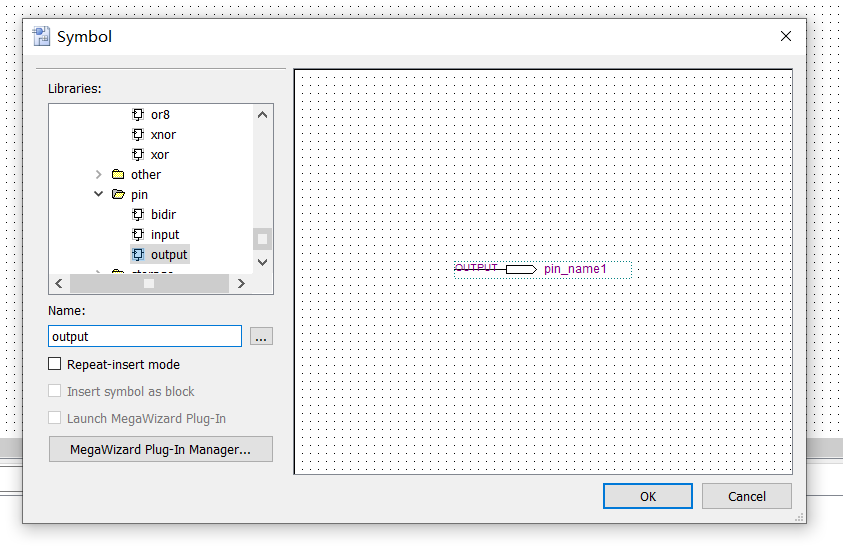 Symbol
Libraries:
or8
xnor
xor
other
pin
bidir
input
output
storage
Name:
output
...
Repeat-insert mode
Insert symbol as block
Launch MegaWizard Plug-In
MegaWizard Plug-In Manager...
OUTPUT
pin_name1
OK
Cancel